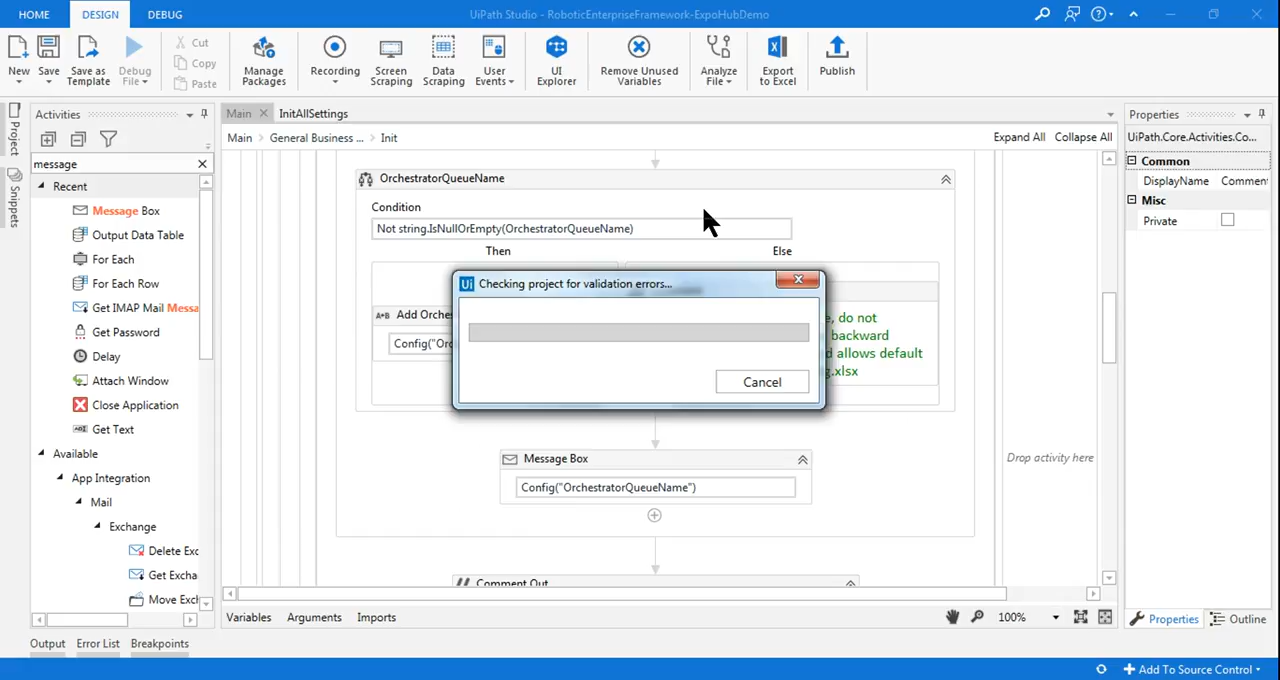 HOME DESIGN DEBUG UiPath Studio - RoboticEnterpriseFramework-ExpoHubDemo
New Save Save as Template Debug File Cut Copy Paste Manage Packages Recording Screen Scraping Data Scraping User Events UI Explorer Remove Unused Variables Analyze File Export to Excel Publish
Project
Snippets
Activities
message
Recent
Message Box
Output Data Table
For Each
For Each Row
Get IMAP Mail Messa
Get Password
Delay
Attach Window
Close Application
Get Text
Available
App Integration
Mail
Exchange
Delete Exc
Get Excha
Move Exch
Main InitAllSettings
Main > General Business ... > Init Expand All Collapse All
OrchestratorQueueName
Condition
Not string.IsNullOrEmpty(OrchestratorQueueName)
Then Else
A+B Add Orches
Config("Orc
e, do not
backward
d allows default
g.xlsx
Ui Checking project for validation errors...
Cancel
Message Box
Config("OrchestratorQueueName")
Drop activity here
// Comment Out
Variables Arguments Imports 100%
Properties
UiPath.Core.Activities.Co...
Common
DisplayName Comment
Misc
Private
Properties Outline
Output Error List Breakpoints
Add To Source Control